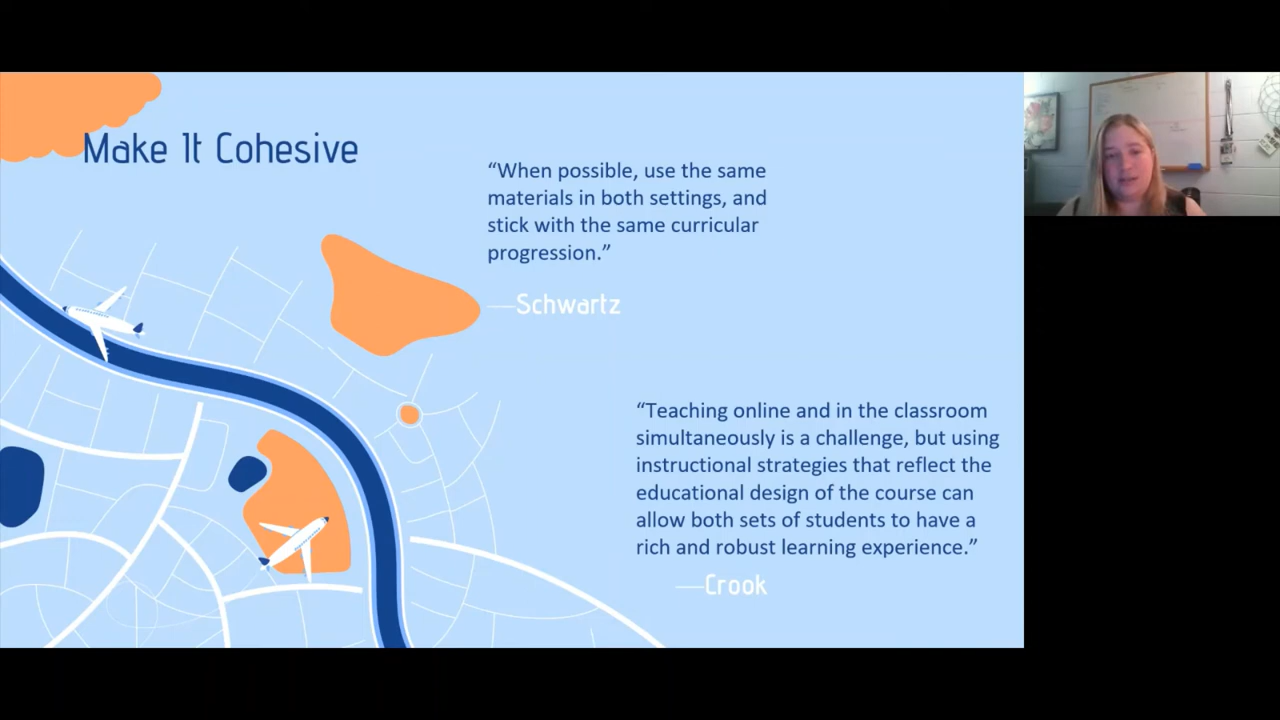 Make It Cohesive
“When possible, use the same
materials in both settings, and
stick with the same curricular
progression.”
—Schwartz
“Teaching online and in the classroom
simultaneously is a challenge, but using
instructional strategies that reflect the
educational design of the course can
allow both sets of students to have a
rich and robust learning experience.”
—Crook